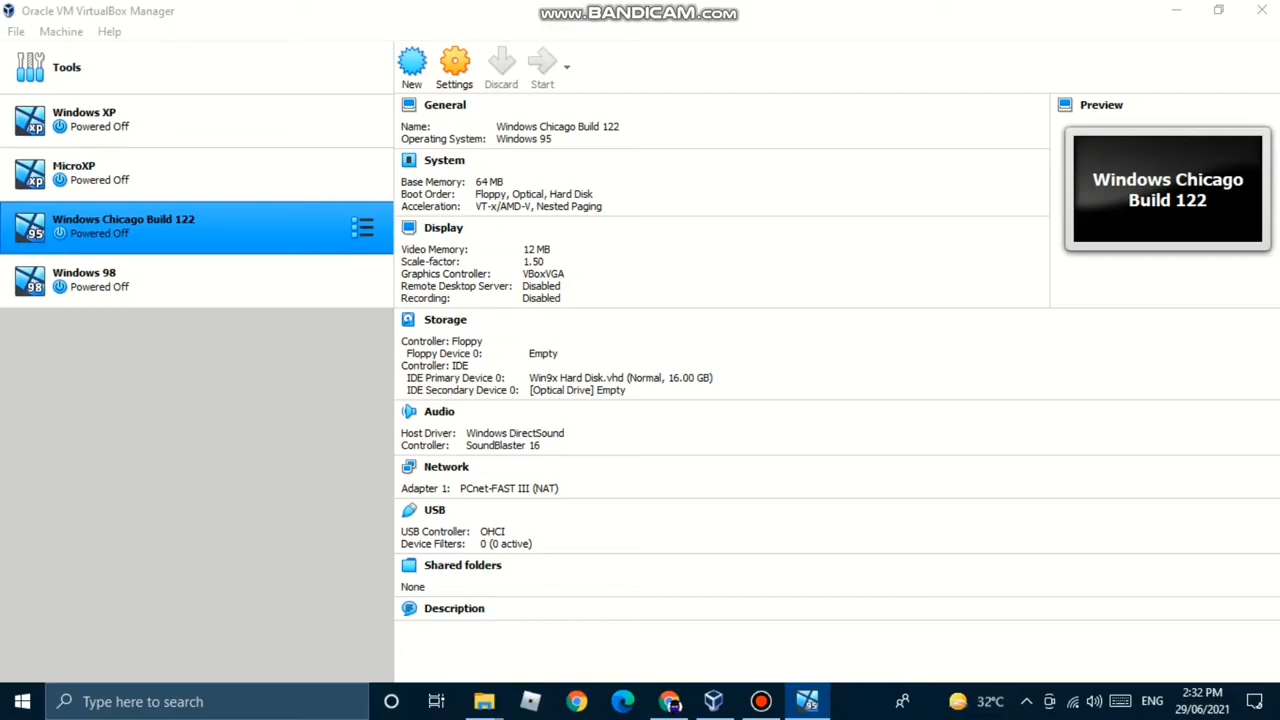 Oracle VM VirtualBox Manager
www.BANDICAM.com
File Machine Help
Tools
New Settings Discard Start
Windows XP
Powered Off
MicroXP
Powered Off
Windows Chicago Build 122
Powered Off
Windows 98
Powered Off
General
Name: Windows Chicago Build 122
Operating System: Windows 95
System
Base Memory: 64 MB
Boot Order: Floppy, Optical, Hard Disk
Acceleration: VT-x/AMD-V, Nested Paging
Display
Video Memory: 12 MB
Scale-factor: 1.50
Graphics Controller: VBoxVGA
Remote Desktop Server: Disabled
Recording: Disabled
Preview
Windows Chicago
Build 122
Storage
Controller: Floppy
Floppy Device 0: Empty
Controller: IDE
IDE Primary Device 0: Win9x Hard Disk.vhd (Normal, 16.00 GB)
IDE Secondary Device 0: [Optical Drive] Empty
Audio
Host Driver: Windows DirectSound
Controller: SoundBlaster 16
Network
Adapter 1: PCnet-FAST III (NAT)
USB
USB Controller: OHCI
Device Filters: 0 (0 active)
Shared folders
None
Description
Type here to search
32°C
ENG
2:32 PM
29/06/2021